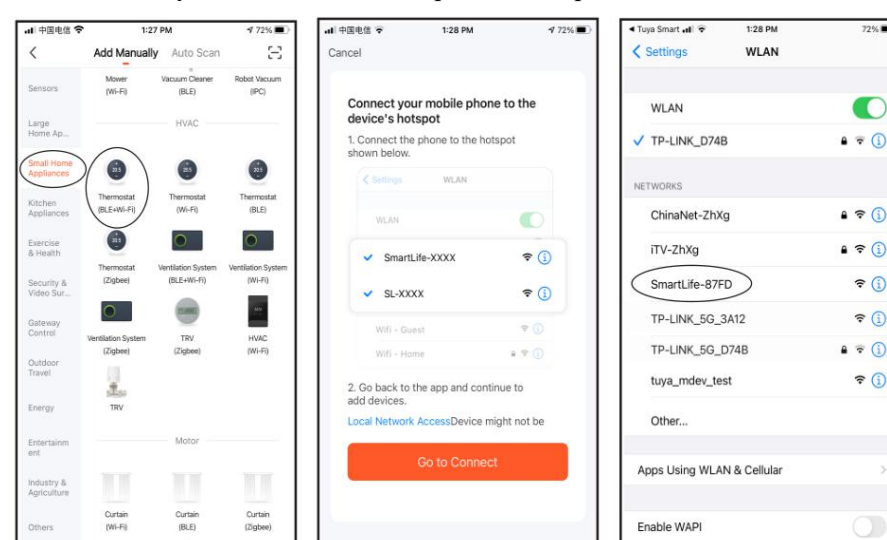 中国电信
1:27 PM
72%
Add Manually Auto Scan
Sensors
Large
Home Ap...
Small Home
Appliances
Kitchen
Appliances
Exercise
& Health
Security &
Video Sur...
Gateway
Control
Outdoor
Travel
Energy
Entertainm
ent
Industry &
Agriculture
Others
Mower
(Wi-Fi)
Vacuum Cleaner
(BLE)
Robot Vacuum
(IPC)
HVAC
Thermostat
(BLE+Wi-Fi)
Thermostat
(Wi-Fi)
Thermostat
(BLE)
Thermostat
(Zigbee)
Ventilation System
(BLE+Wi-Fi)
Ventilation System
(Wi-Fi)
Ventilation System
(Zigbee)
TRV
(Zigbee)
HVAC
(Wi-Fi)
TRV
Motor
Curtain
(Wi-Fi)
Curtain
(BLE)
Curtain
(Zigbee)
中国电信
1:28 PM
72%
Cancel
Connect your mobile phone to the
device's hotspot
1. Connect the phone to the hotspot
shown below.
Settings WLAN
WLAN
SmartLife-XXXX
SL-XXXX
Wifi - Guest
Wifi - Home
2. Go back to the app and continue to
add devices.
Local Network AccessDevice might not be
Go to Connect
Tuya Smart
1:28 PM
72%
Settings WLAN
WLAN
TP-LINK_D74B
NETWORKS
ChinaNet-ZhXg
iTV-ZhXg
SmartLife-87FD
TP-LINK_5G_3A12
TP-LINK_5G_D74B
tuya_mdev_test
Other...
Apps Using WLAN & Cellular
Enable WAPI